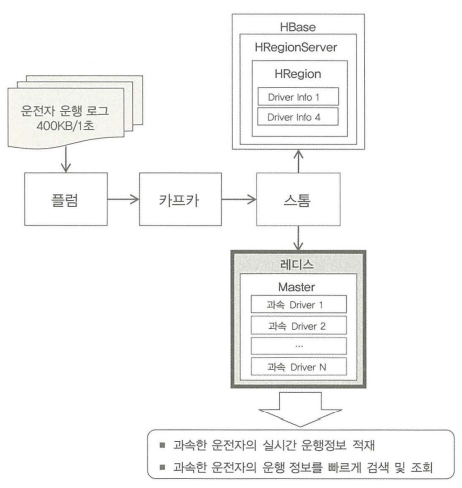 HBase
HRegionServer
HRegion
Driver Info 1
Driver Info 4
운전자 운행 로그
400KB/1초
플럼
카프카
스톰
레디스
Master
과속 Driver 1
과속 Driver 2
...
과속 Driver N
■ 과속한 운전자의 실시간 운행정보 적재
■ 과속한 운전자의 운행 정보를 빠르게 검색 및 조회